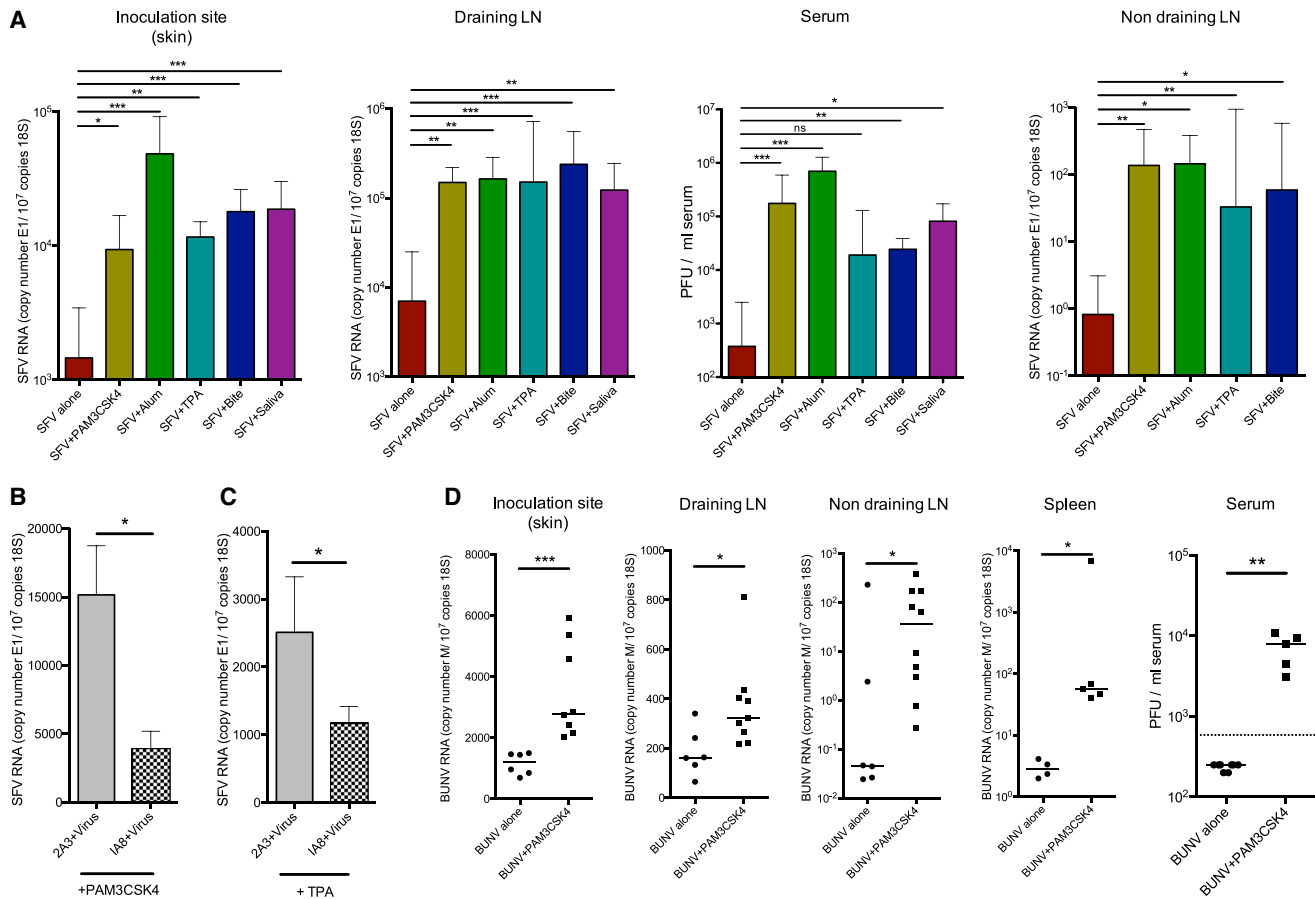 A
Inoculation site
(skin)
SFV RNA (copy number E1/ 10⁷ copies 18S)
10⁵
10⁴
10³
***
***
**
***
*
SFV alone
SFV+PAM3CSK4
SFV+Alum
SFV+TPA
SFV+Bite
SFV+Saliva
Draining LN
SFV RNA (copy number E1/ 10⁷ copies 18S)
10⁶
10⁵
10⁴
10³
**
***
***
**
**
SFV alone
SFV+PAM3CSK4
SFV+Alum
SFV+TPA
SFV+Bite
SFV+Saliva
Serum
PFU / ml serum
10⁷
10⁶
10⁵
10⁴
10³
10²
*
**
ns
***
***
SFV alone
SFV+PAM3CSK4
SFV+Alum
SFV+TPA
SFV+Bite
SFV+Saliva
Non draining LN
SFV RNA (copy number E1/ 10⁷ copies 18S)
10³
10²
10¹
10⁰
10⁻¹
*
**
*
**
SFV alone
SFV+PAM3CSK4
SFV+Alum
SFV+TPA
SFV+Bite
B
SFV RNA (copy number E1/ 10⁷ copies 18S)
20000
15000
10000
5000
0
*
2A3+Virus
IA8+Virus
+PAM3CSK4
C
SFV RNA (copy number E1/ 10⁷ copies 18S)
4000
3000
2000
1000
0
*
2A3+Virus
IA8+Virus
+ TPA
D
Inoculation site
(skin)
BUNV RNA (copy number M/ 10⁷ copies 18S)
8000
6000
4000
2000
0
***
BUNV alone
BUNV+PAM3CSK4
Draining LN
BUNV RNA (copy number M/ 10⁷ copies 18S)
1000
800
600
400
200
0
*
BUNV alone
BUNV+PAM3CSK4
Non draining LN
BUNV RNA (copy number M/ 10⁷ copies 18S)
10³
10²
10¹
10⁰
10⁻¹
10⁻²
*
BUNV alone
BUNV+PAM3CSK4
Spleen
BUNV RNA (copy number M/ 10⁷ copies 18S)
10⁴
10³
10²
10¹
10⁰
*
BUNV alone
BUNV+PAM3CSK4
Serum
PFU / ml serum
10⁵
10⁴
10³
10²
**
BUNV alone
BUNV+PAM3CSK4